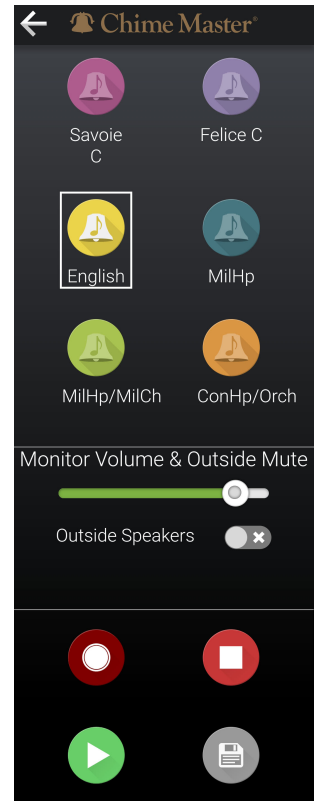 Chime Master®
Savoie
C
Felice C
English
MilHp
MilHp/MilCh
ConHp/Orch
Monitor Volume & Outside Mute
Outside Speakers